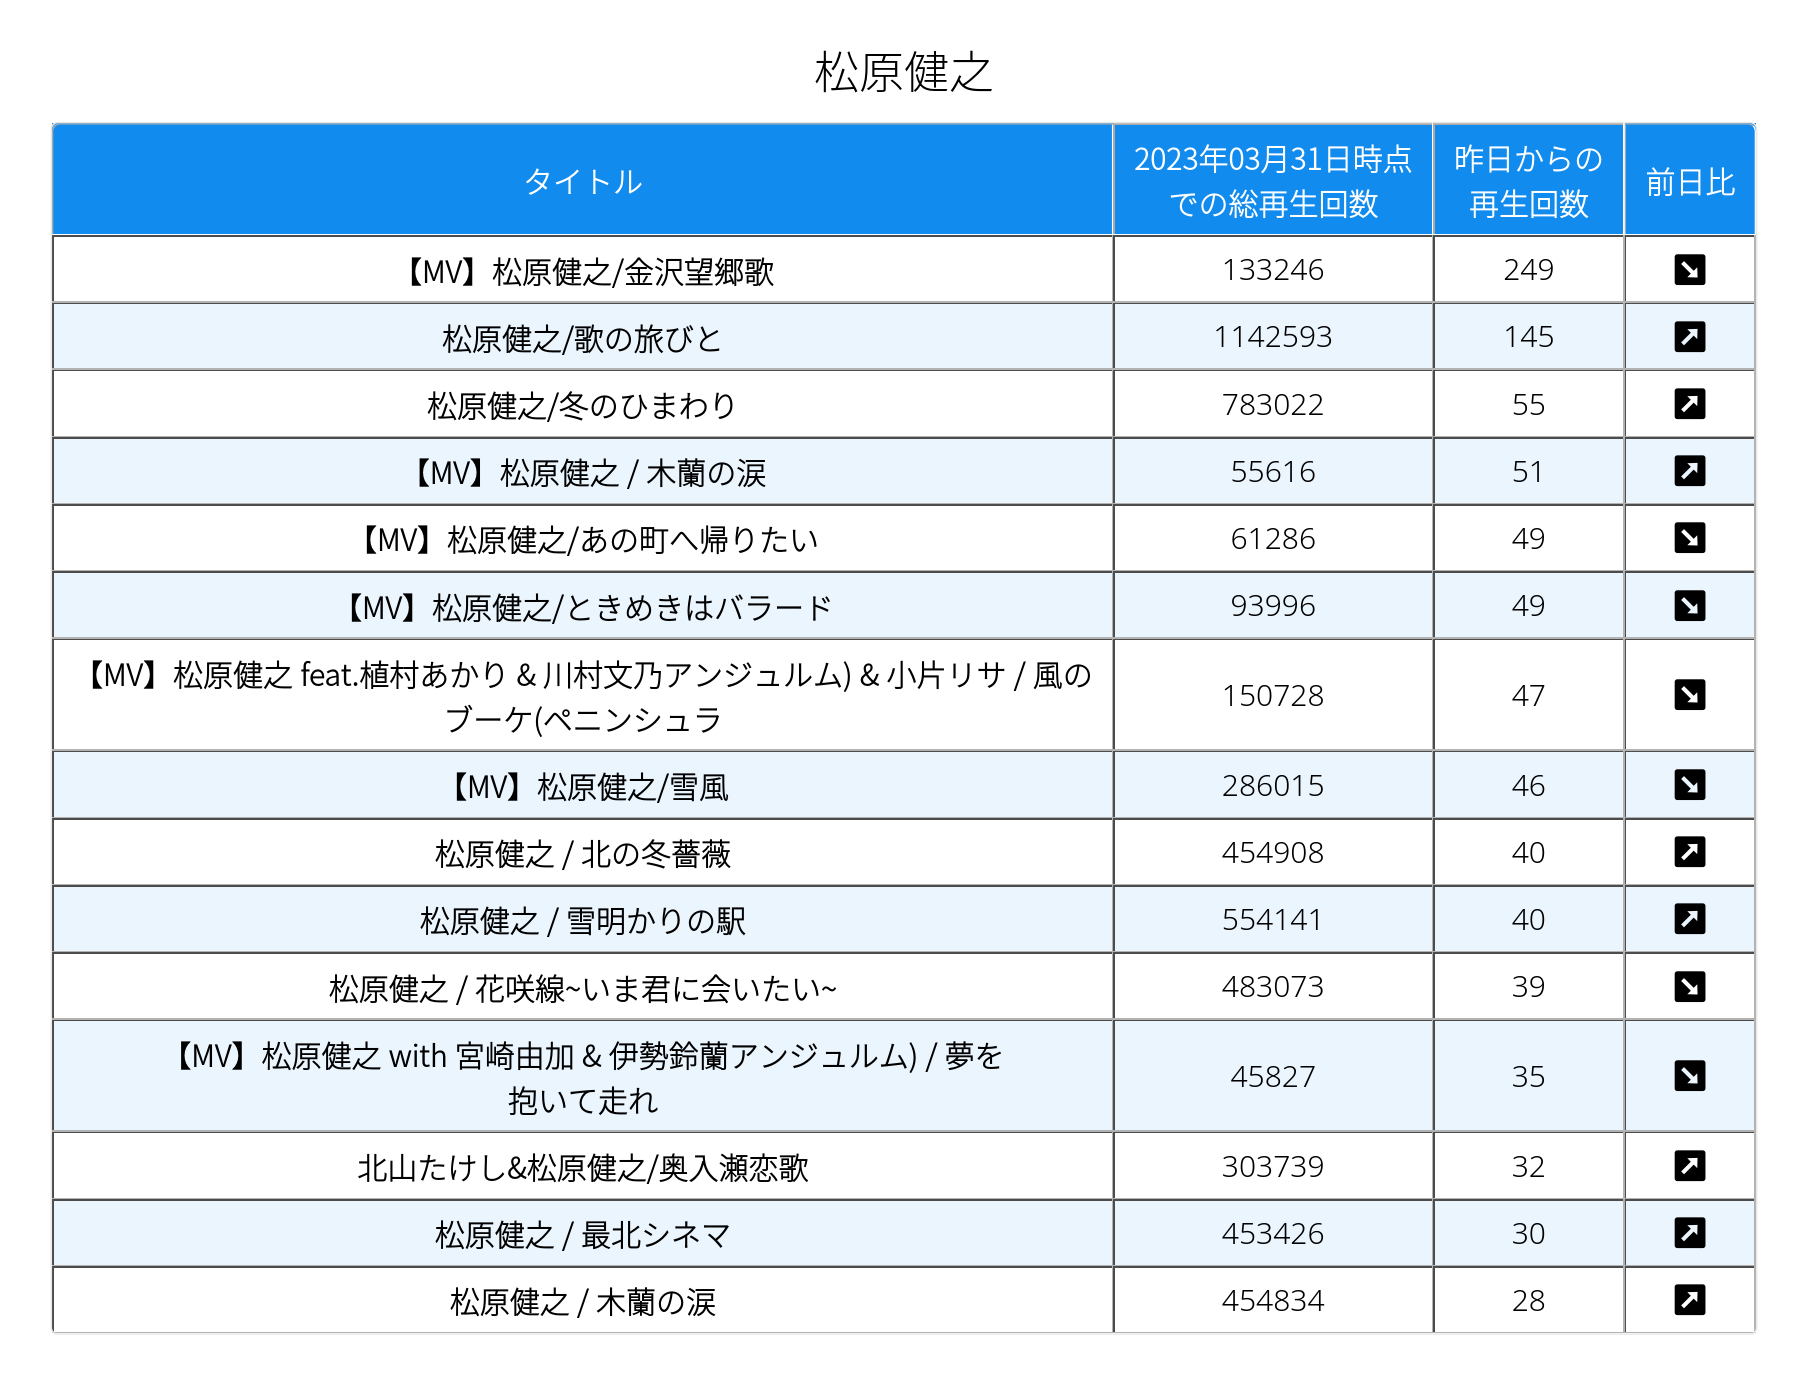 松原健之
タイトル
2023年03月31日時点
での総再生回数
昨日からの
再生回数
前日比
【MV】松原健之/金沢望郷歌 133246 249
松原健之/歌の旅びと 1142593 145
松原健之/冬のひまわり 783022 55
【MV】松原健之 / 木蘭の涙 55616 51
【MV】松原健之/あの町へ帰りたい 61286 49
【MV】松原健之/ときめきはバラード 93996 49
【MV】松原健之 feat.植村あかり & 川村文乃アンジュルム) & 小片リサ / 風の
ブーケ(ペニンシュラ 150728 47
【MV】松原健之/雪風 286015 46
松原健之 / 北の冬薔薇 454908 40
松原健之 / 雪明かりの駅 554141 40
松原健之 / 花咲線~いま君に会いたい~ 483073 39
【MV】松原健之 with 宮崎由加 & 伊勢鈴蘭アンジュルム) / 夢を
抱いて走れ 45827 35
北山たけし&松原健之/奥入瀬恋歌 303739 32
松原健之 / 最北シネマ 453426 30
松原健之 / 木蘭の涙 454834 28